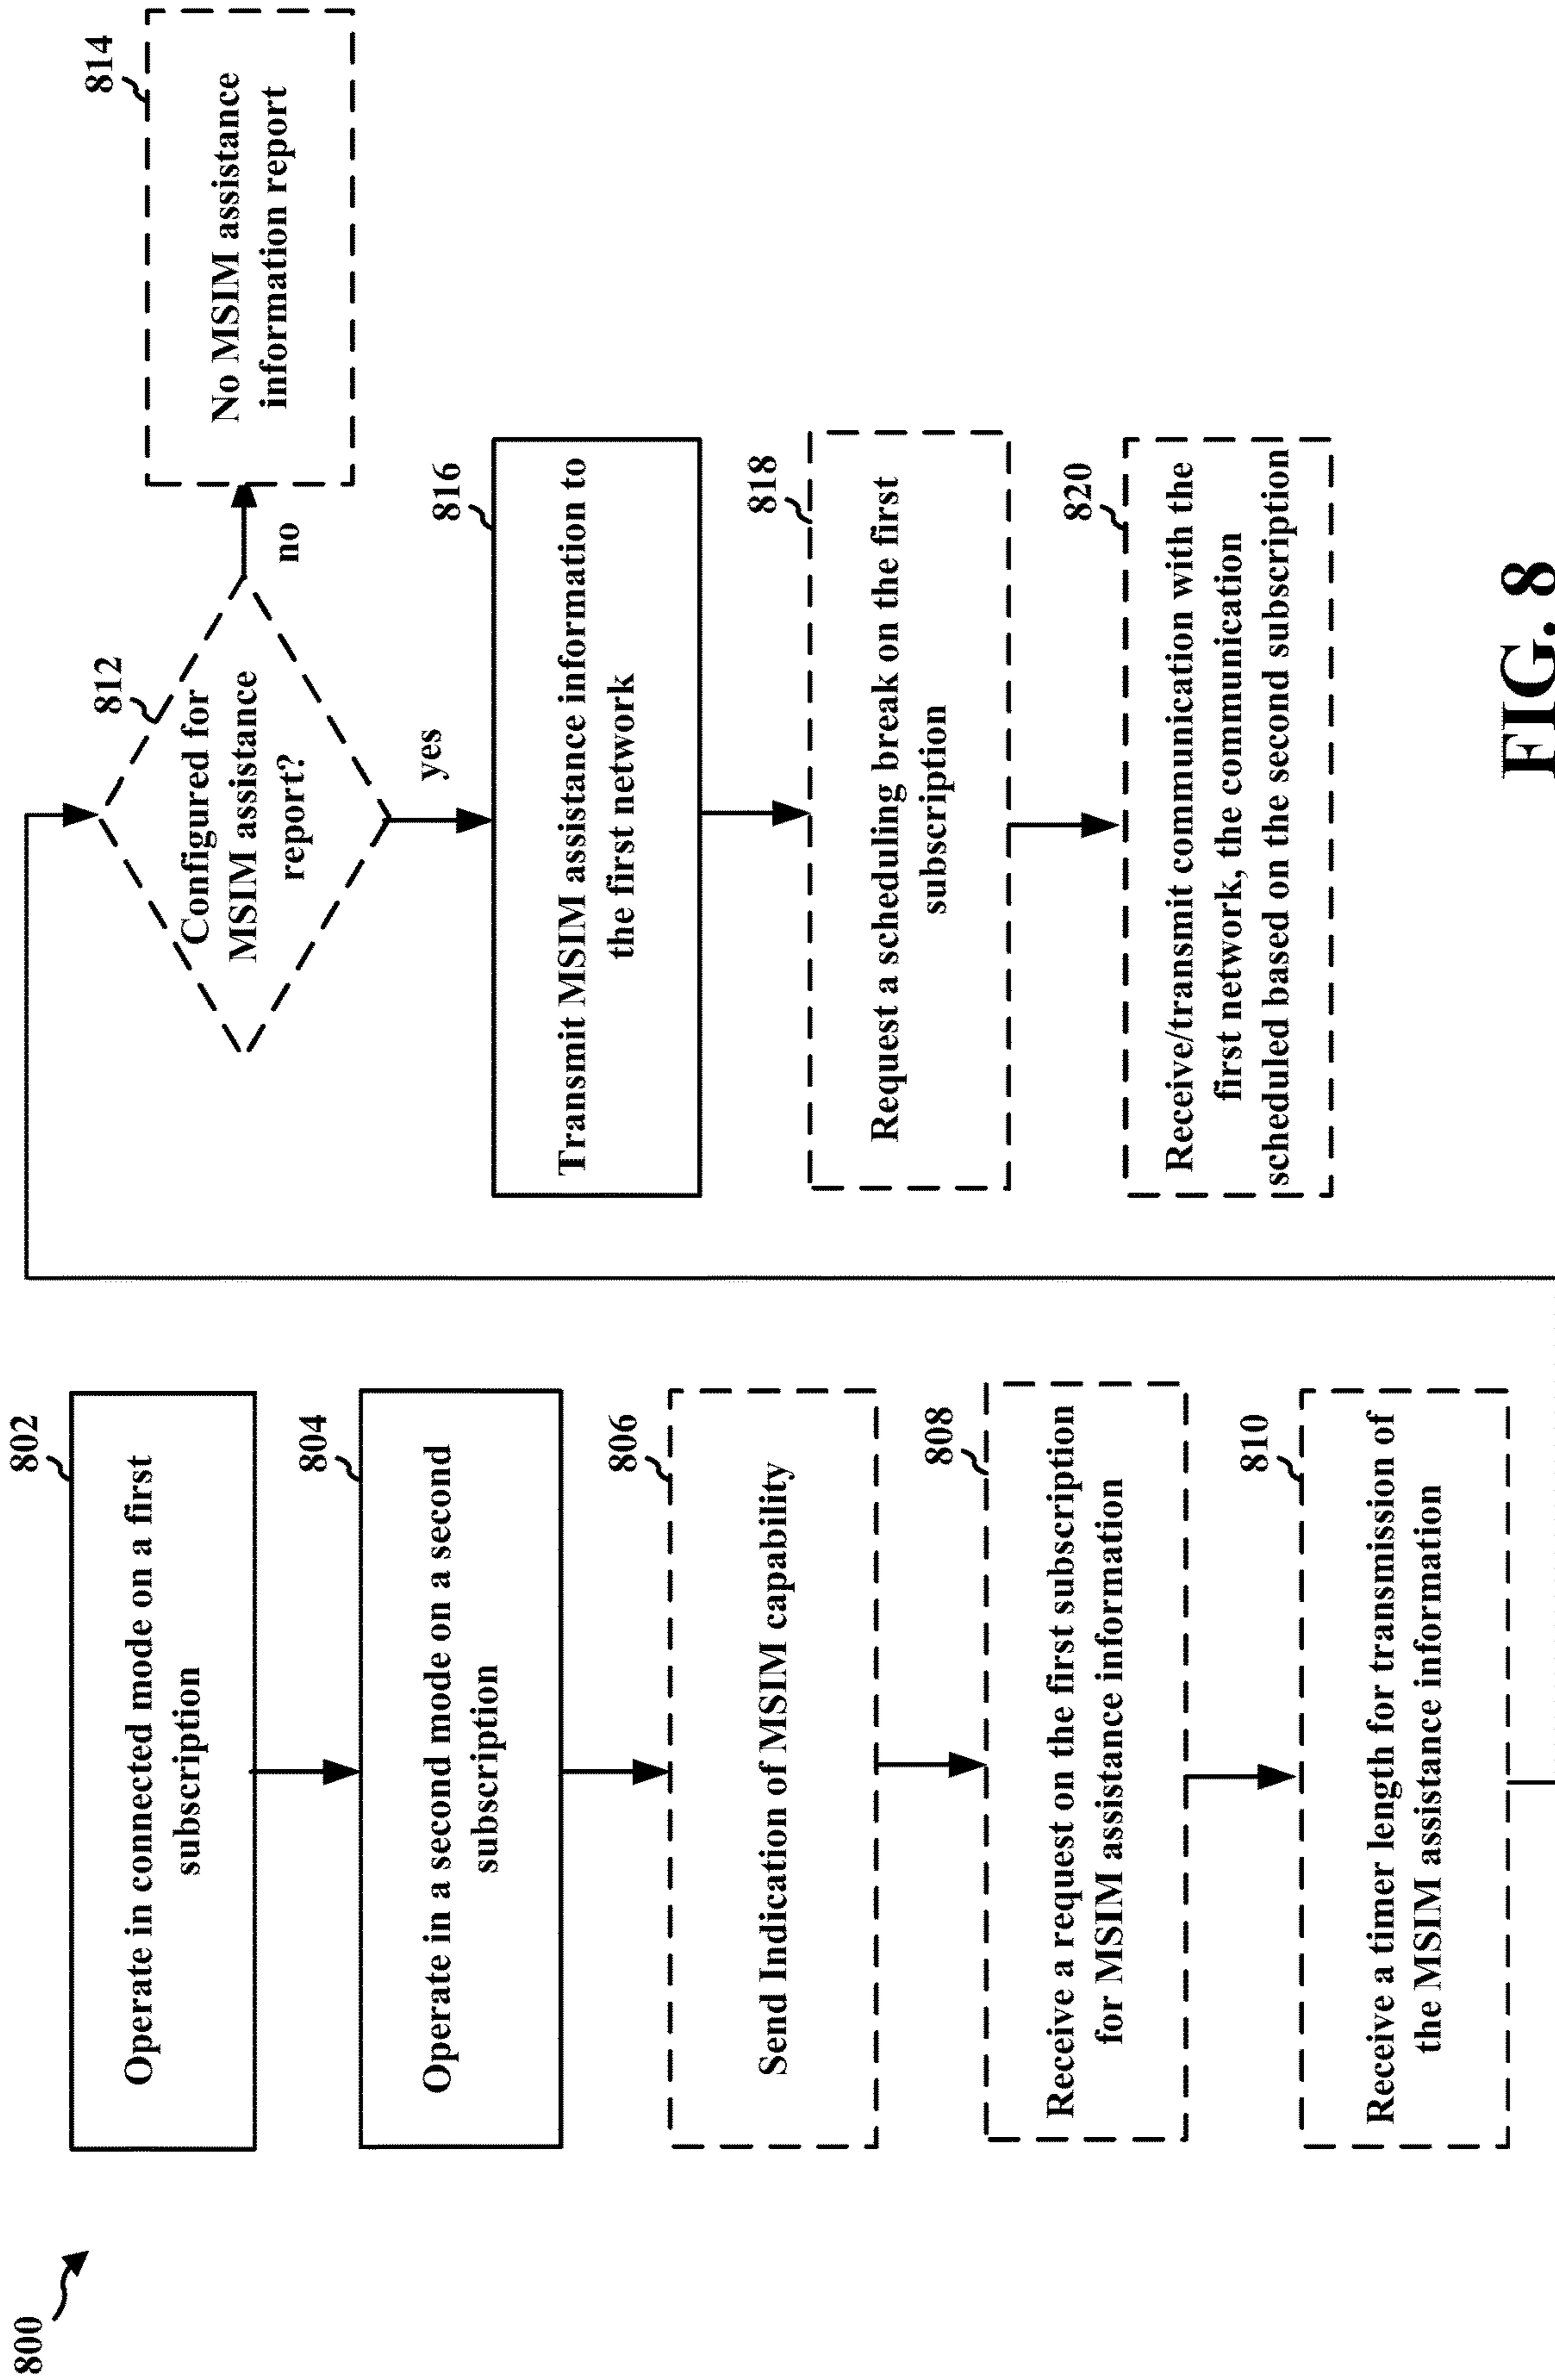 800
802
Operate in connected mode on a first
subscription
804
Operate in a second mode on a second
subscription
806
Send Indication of MSIM capability
808
Receive a request on the first subscription
for MSIM assistance information
810
Receive a timer length for transmission of
the MSIM assistance information
812
Configured for
MSIM assistance
report?
no
814
No MSIM assistance
information report
yes
816
Transmit MSIM assistance information to
the first network
818
Request a scheduling break on the first
subscription
820
Receive/transmit communication with the
first network, the communication
scheduled based on the second subscription
FIG. 8